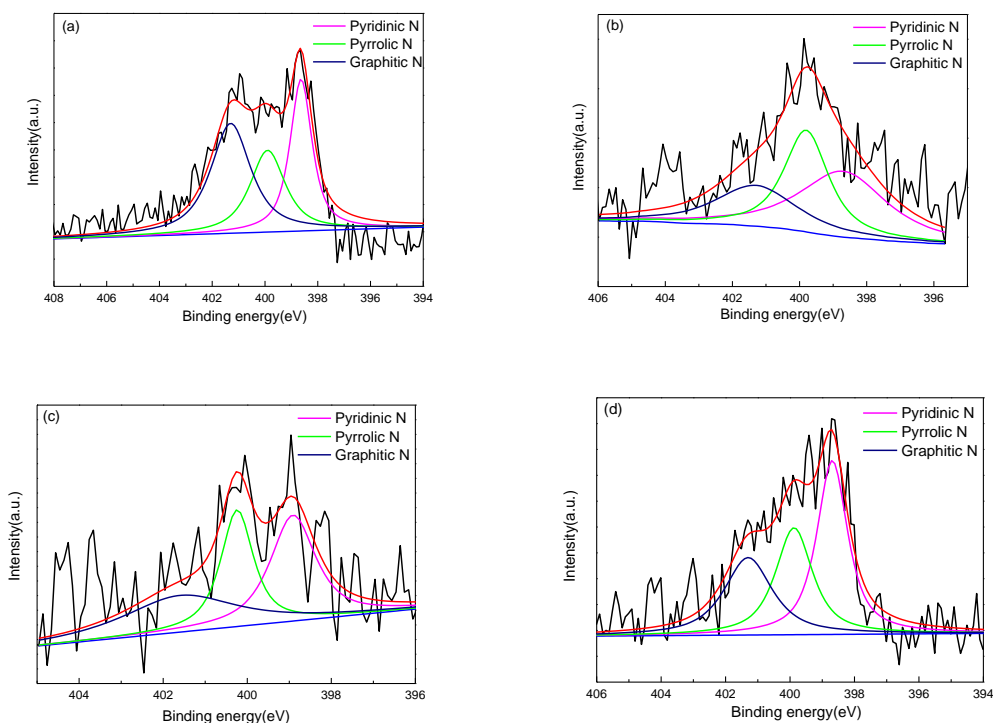 (a)
Pyridinic N
Pyrrolic N
Graphitic N
Intensity(a.u.)
408 406 404 402 400 398 396 394
Binding energy(eV)
(b)
Pyridinic N
Pyrrolic N
Graphitic N
Intensity(a.u.)
406 404 402 400 398 396
Binding energy(eV)
(c)
Pyridinic N
Pyrrolic N
Graphitic N
Intensity(a.u.)
404 402 400 398 396
Binding energy(eV)
(d)
Pyridinic N
Pyrrolic N
Graphitic N
Intensity(a.u.)
406 404 402 400 398 396 394
Binding energy(eV)